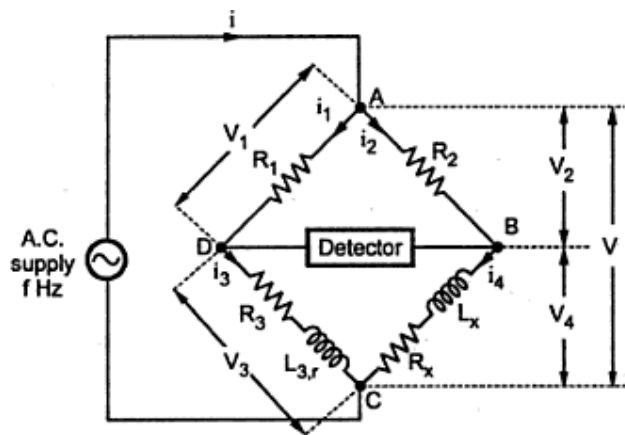 i
A
i₁
i₂
V₁
R₁
R₂
V₂
D
Detector
B
V
A.C.
supply
f Hz
i₃
i₄
R₃
Lₓ
V₄
V₃
L₃,ᵣ
Rₓ
C